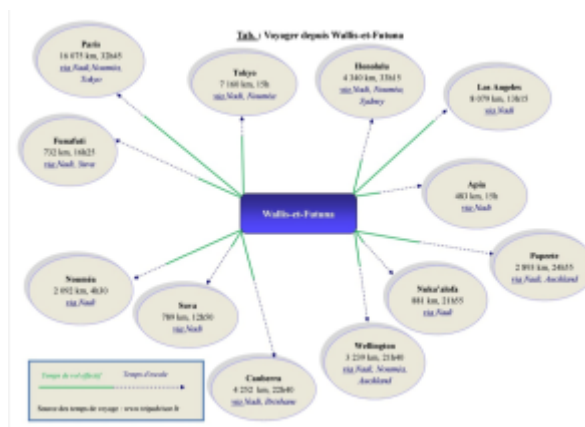 Tab. : Voyager depuis Wallis-et-Futuna
Paris
16 075 km, 32h45
via Nadi, Nouméa,
Tokyo
Tokyo
7 160 km, 15h
via Nadi, Nouméa
Honolulu
4 340 km, 33h15
via Nadi, Nouméa,
Sydney
Los Angeles
8 079 km, 13h15
via Nadi
Funafuti
732 km, 16h25
via Nadi, Suva
Apia
483 km, 15h
via Nadi
Wallis-et-Futuna
Papeete
2 893 km, 24h55
via Nadi, Auckland
Nouméa
2 092 km, 4h30
via Nadi
Suva
789 km, 12h50
via Nadi
Nuku'alofa
881 km, 21h55
via Nadi
Canberra
4 252 km, 22h40
via Nadi, Brisbane
Wellington
3 259 km, 21h40
via Nadi, Nouméa,
Auckland
Temps de vol effectif
Temps d'escale
Source des temps de voyage : www.tripadvisor.fr